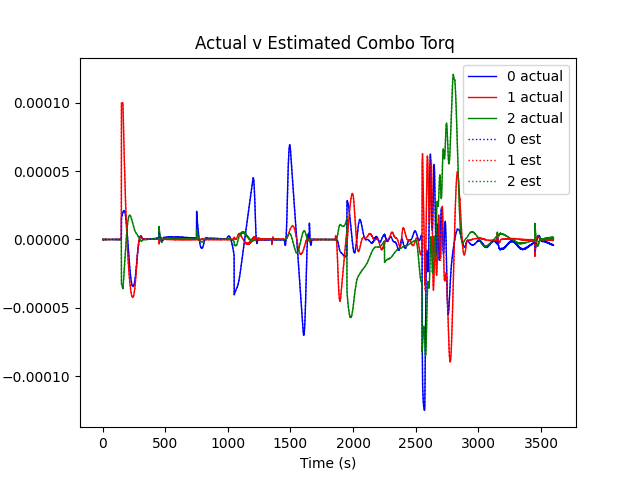 Actual v Estimated Combo Torq
0 actual
1 actual
2 actual
0 est
1 est
2 est
0.00010
0.00005
0.00000
−0.00005
−0.00010
0 500 1000 1500 2000 2500 3000 3500
Time (s)